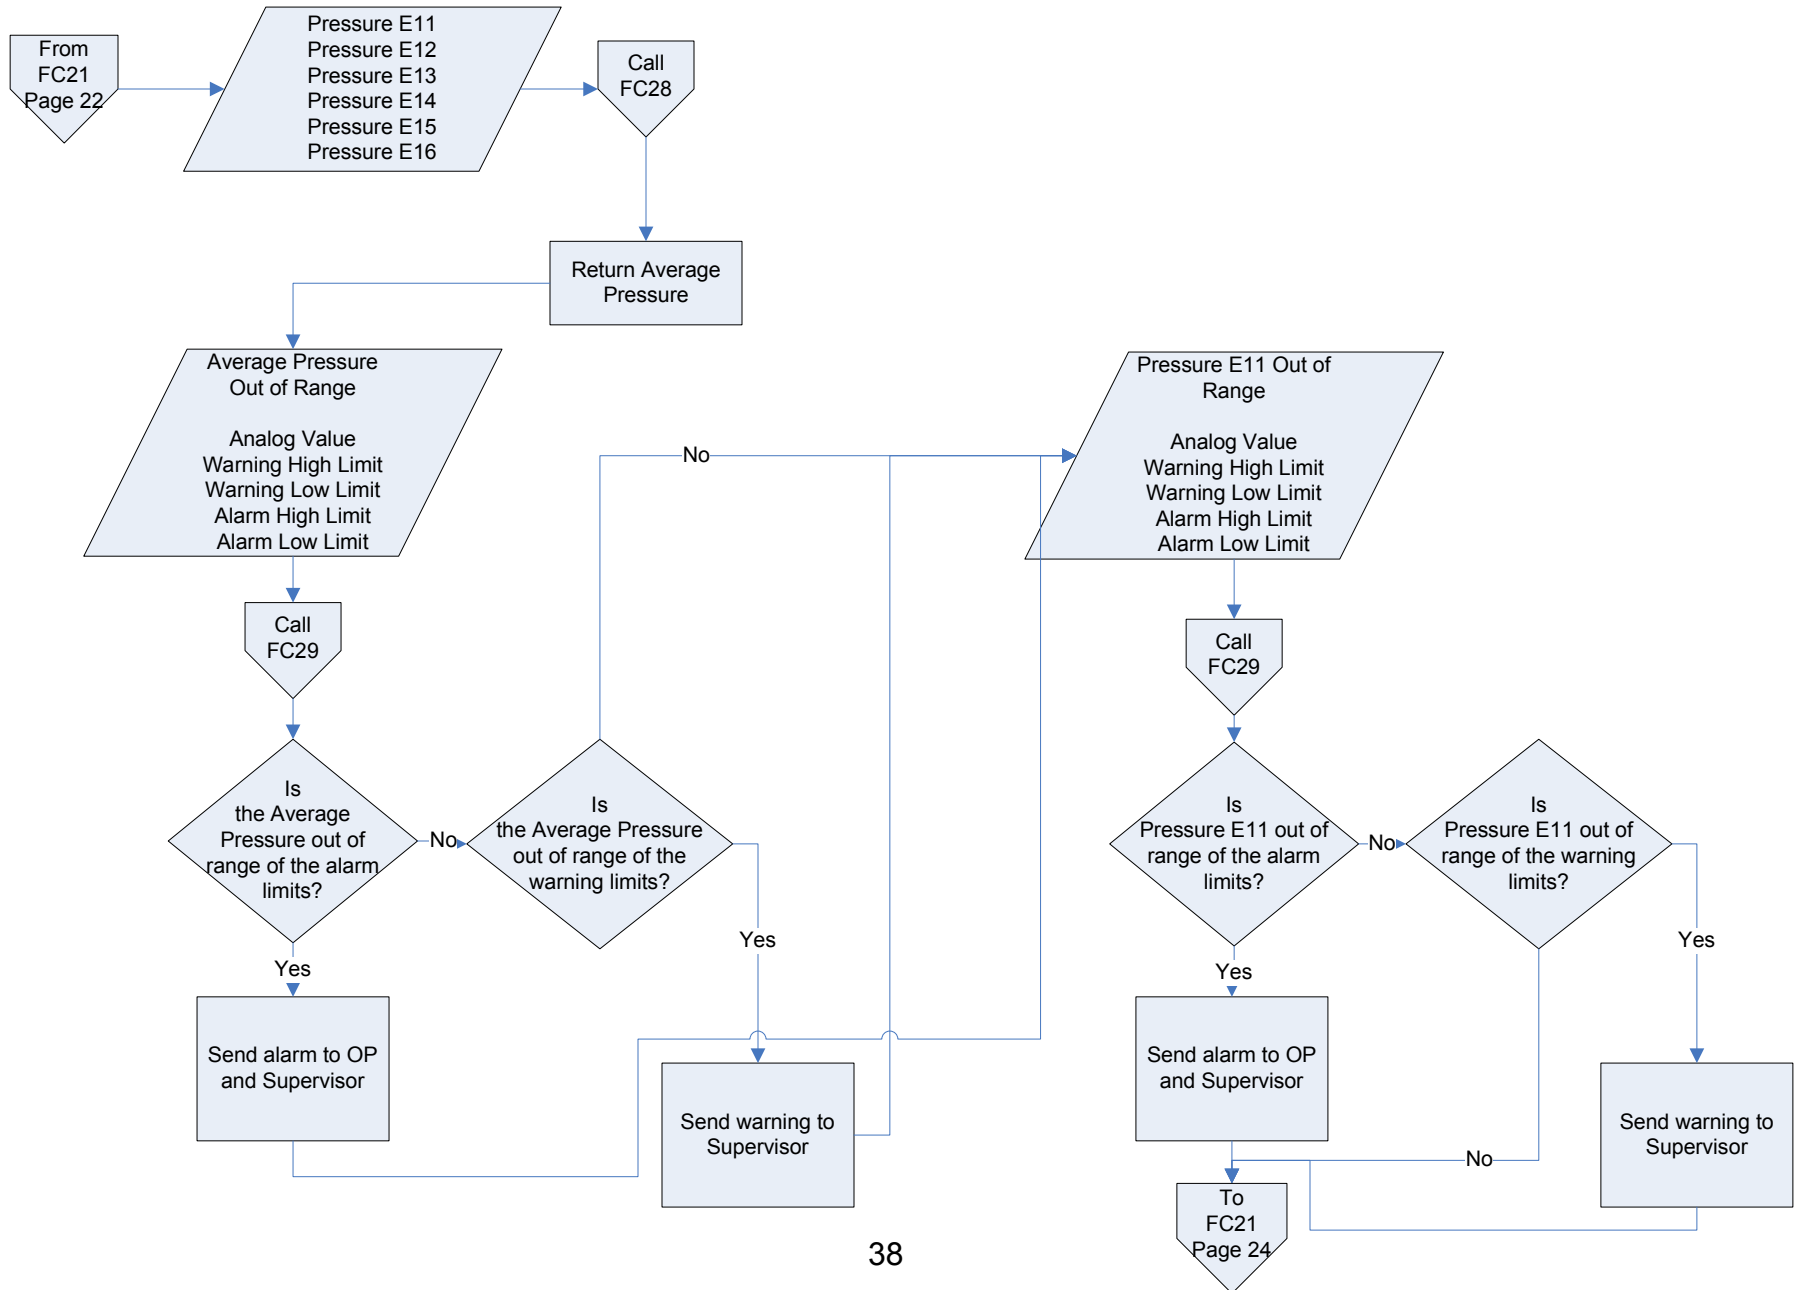 From
FC21
Page 22
Pressure E11
Pressure E12
Pressure E13
Pressure E14
Pressure E15
Pressure E16
Call
FC28
Return Average
Pressure
Average Pressure
Out of Range
Analog Value
Warning High Limit
Warning Low Limit
Alarm High Limit
Alarm Low Limit
Call
FC29
Is
the Average
Pressure out of
range of the alarm
limits?
No
Is
the Average Pressure
out of range of the
warning limits?
No
Yes
Yes
Send alarm to OP
and Supervisor
Send warning to
Supervisor
Pressure E11 Out of
Range
Analog Value
Warning High Limit
Warning Low Limit
Alarm High Limit
Alarm Low Limit
Call
FC29
Is
Pressure E11 out of
range of the alarm
limits?
No
Is
Pressure E11 out of
range of the warning
limits?
Yes
Yes
Send alarm to OP
and Supervisor
Send warning to
Supervisor
No
To
FC21
Page 24
38